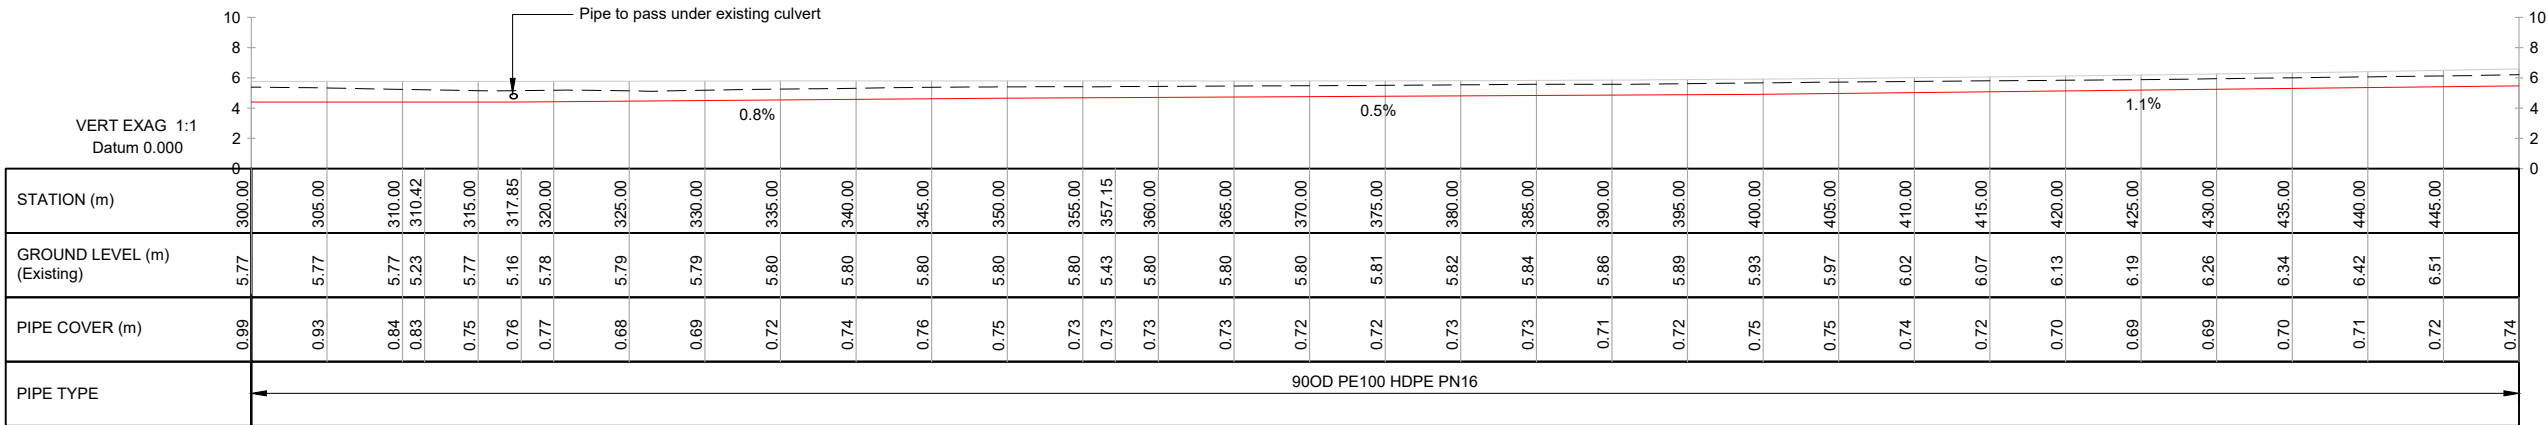 Pipe to pass under existing culvert
10
8
6
4
2
0
10
8
6
4
2
0
VERT EXAG 1:1
Datum 0.000
0.8%
0.5%
1.1%
STATION (m)
300.00 305.00 310.00 310.42 315.00 317.85 320.00 325.00 330.00 335.00 340.00 345.00 350.00 355.00 357.15 360.00 365.00 370.00 375.00 380.00 385.00 390.00 395.00 400.00 405.00 410.00 415.00 420.00 425.00 430.00 435.00 440.00 445.00
GROUND LEVEL (m)
(Existing)
5.77 5.77 5.77 5.23 5.77 5.16 5.78 5.79 5.79 5.80 5.80 5.80 5.80 5.80 5.43 5.80 5.80 5.80 5.81 5.82 5.84 5.86 5.89 5.93 5.97 6.02 6.07 6.13 6.19 6.26 6.34 6.42 6.51
PIPE COVER (m)
0.99 0.93 0.84 0.83 0.75 0.76 0.77 0.68 0.69 0.72 0.74 0.76 0.75 0.73 0.73 0.73 0.73 0.72 0.72 0.73 0.73 0.71 0.72 0.75 0.75 0.74 0.72 0.70 0.69 0.69 0.70 0.71 0.72 0.74
PIPE TYPE
90OD PE100 HDPE PN16